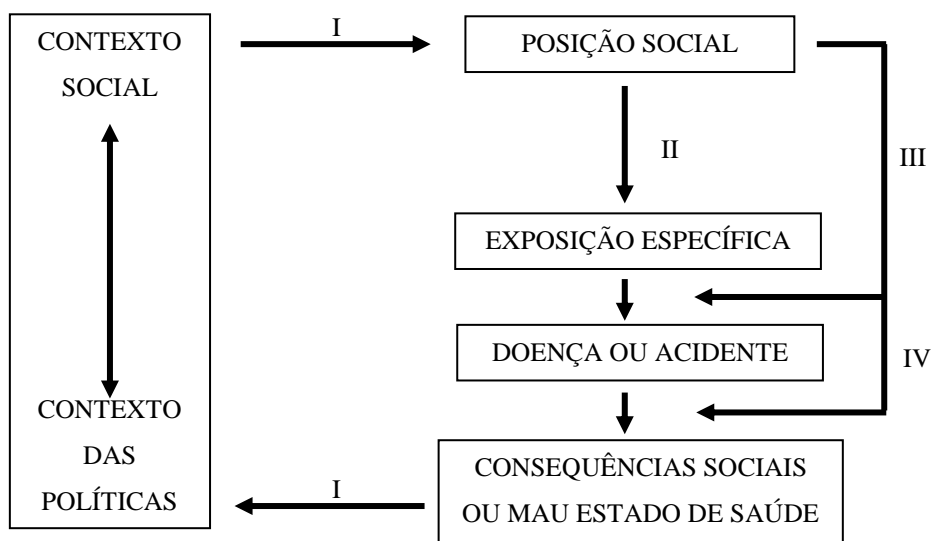 CONTEXTO
SOCIAL
I
POSIÇÃO SOCIAL
II
III
EXPOSIÇÃO ESPECÍFICA
DOENÇA OU ACIDENTE
IV
CONTEXTO
DAS
POLÍTICAS
I
CONSEQUÊNCIAS SOCIAIS
OU MAU ESTADO DE SAÚDE